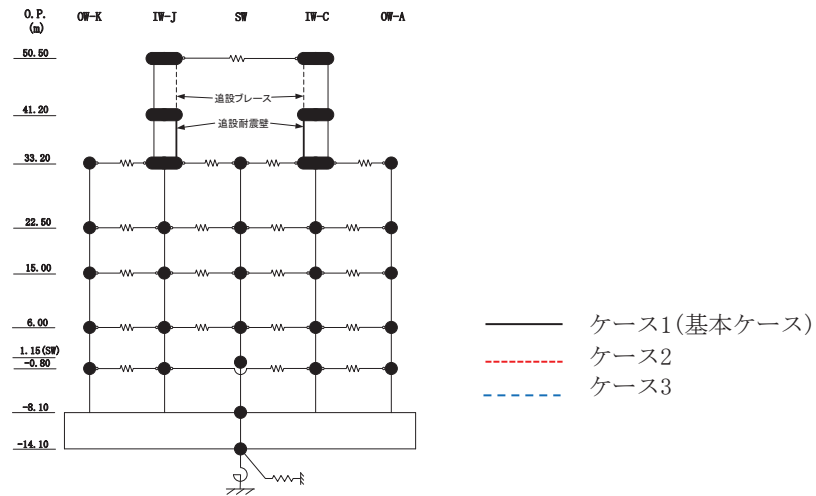 O.P.
(m)
OW-K IW-J SW IW-C OW-A
50.50
追設ブレース
41.20
追設耐震壁
33.20
22.50
15.00
6.00
1.15(SW)
-0.80
-8.10
-14.10
ケース1(基本ケース)
ケース2
ケース3